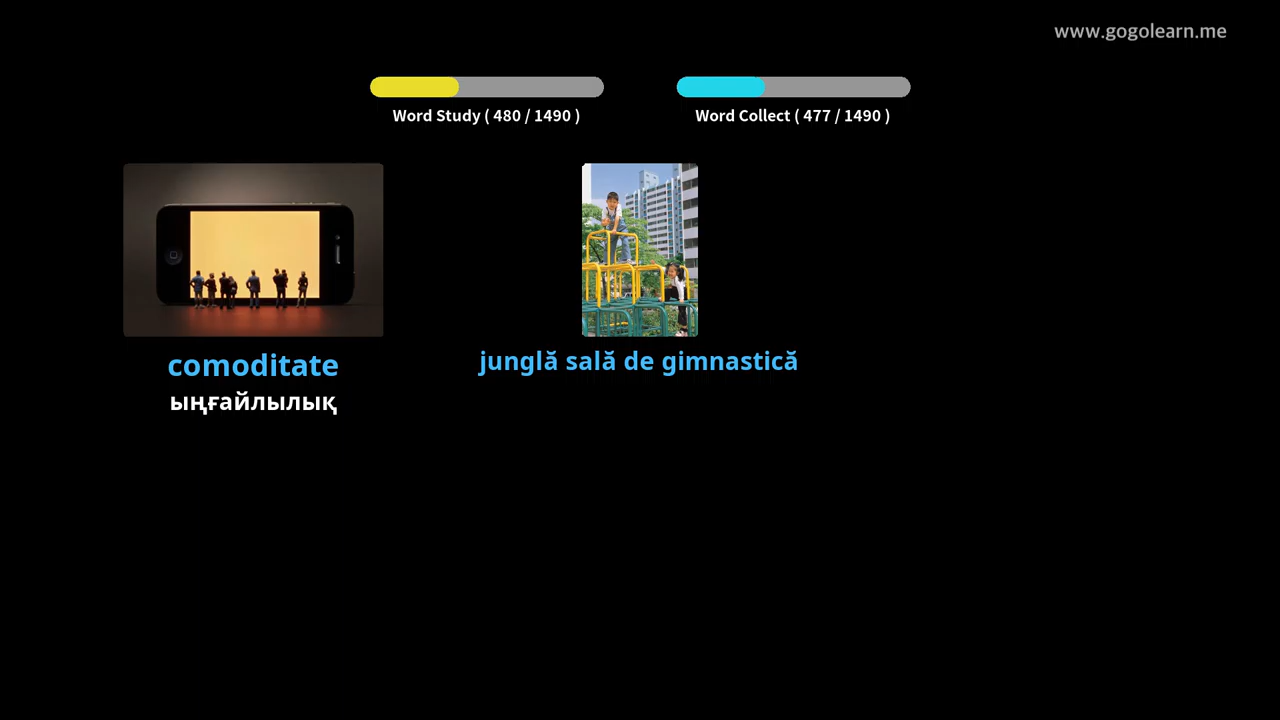 www.gogolearn.me
Word Study ( 480 / 1490 )
Word Collect ( 477 / 1490 )
comoditate
ыңғайлылық
junglă sală de gimnastică